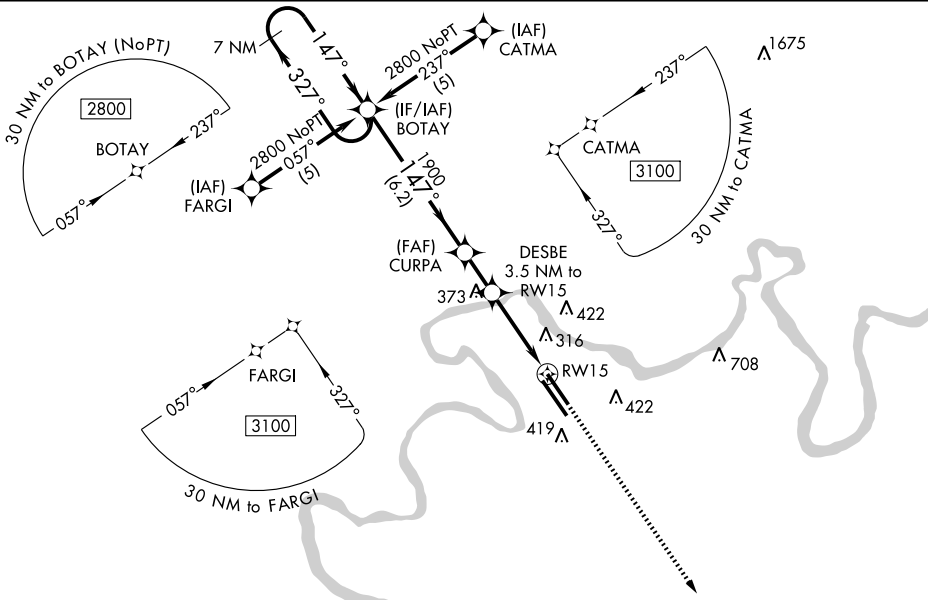 30 NM to BOTAY (NoPT)
2800
237°
BOTAY
057°
7 NM
147°
327°
(IAF)
CATMA
2800 NoPT
237°
(5)
(IF/IAF)
BOTAY
2800 NoPT
057°
(5)
(IAF)
FARGI
1900
147°
(6.2)
1675
237°
CATMA
3100
327°
30 NM to CATMA
(FAF)
CURPA
DESBE
3.5 NM to
RW15
373
422
316
708
RW15
422
419
FARGI
057°
327°
3100
30 NM to FARGI